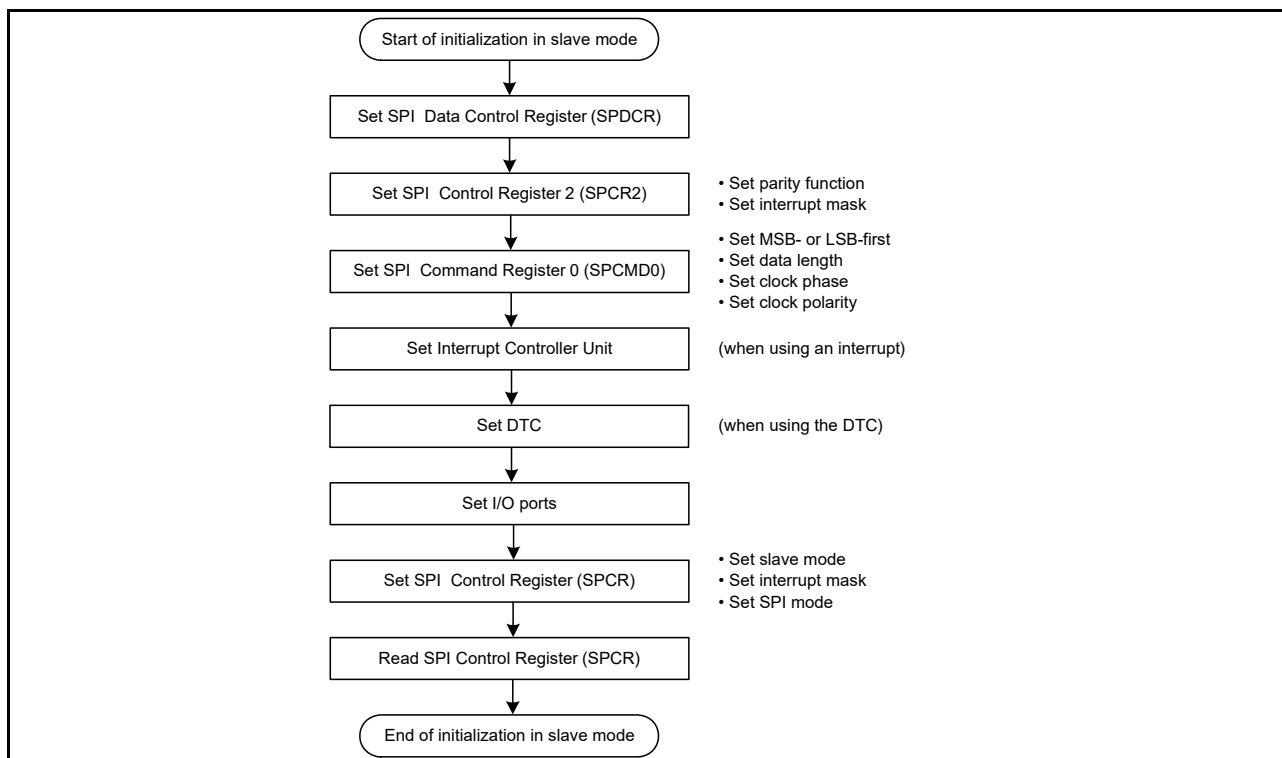 Start of initialization in slave mode
Set SPI Data Control Register (SPDCR)
Set SPI Control Register 2 (SPCR2)
• Set parity function
• Set interrupt mask
Set SPI Command Register 0 (SPCMD0)
• Set MSB- or LSB-first
• Set data length
• Set clock phase
• Set clock polarity
Set Interrupt Controller Unit
(when using an interrupt)
Set DTC
(when using the DTC)
Set I/O ports
Set SPI Control Register (SPCR)
• Set slave mode
• Set interrupt mask
• Set SPI mode
Read SPI Control Register (SPCR)
End of initialization in slave mode